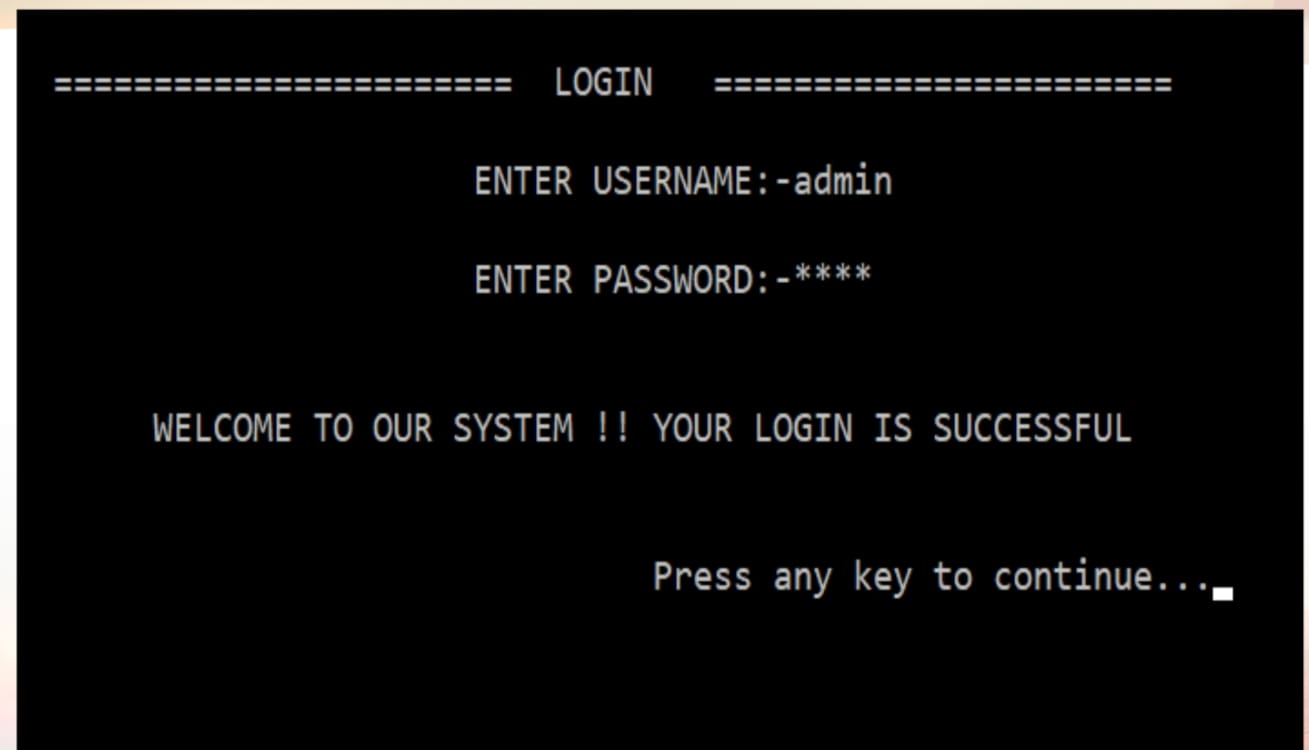 ======================= LOGIN =======================
ENTER USERNAME:-admin
ENTER PASSWORD:-****
WELCOME TO OUR SYSTEM !! YOUR LOGIN IS SUCCESSFUL
Press any key to continue...